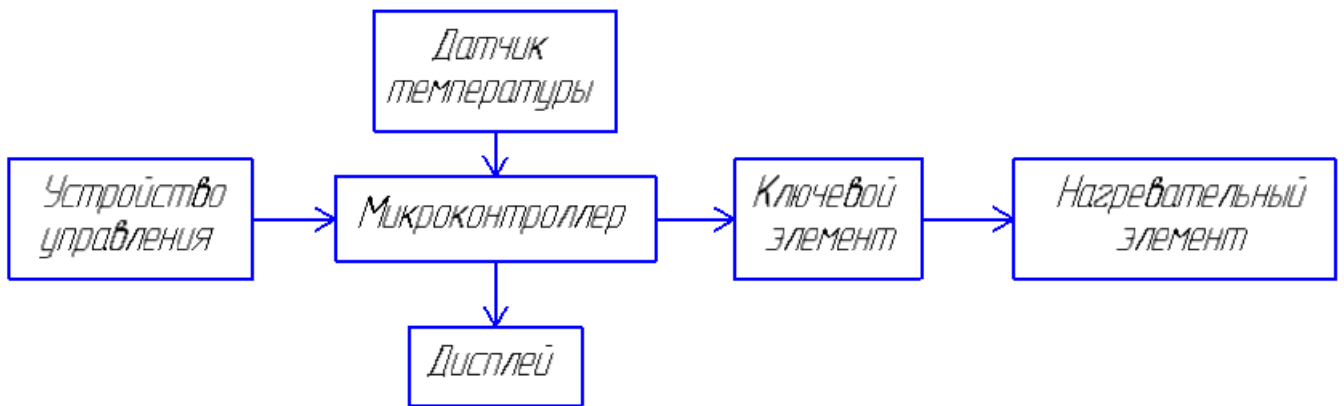 Датчик
температуры
Устройство
управления
Микроконтроллер
Ключевой
элемент
Нагревательный
элемент
Дисплей